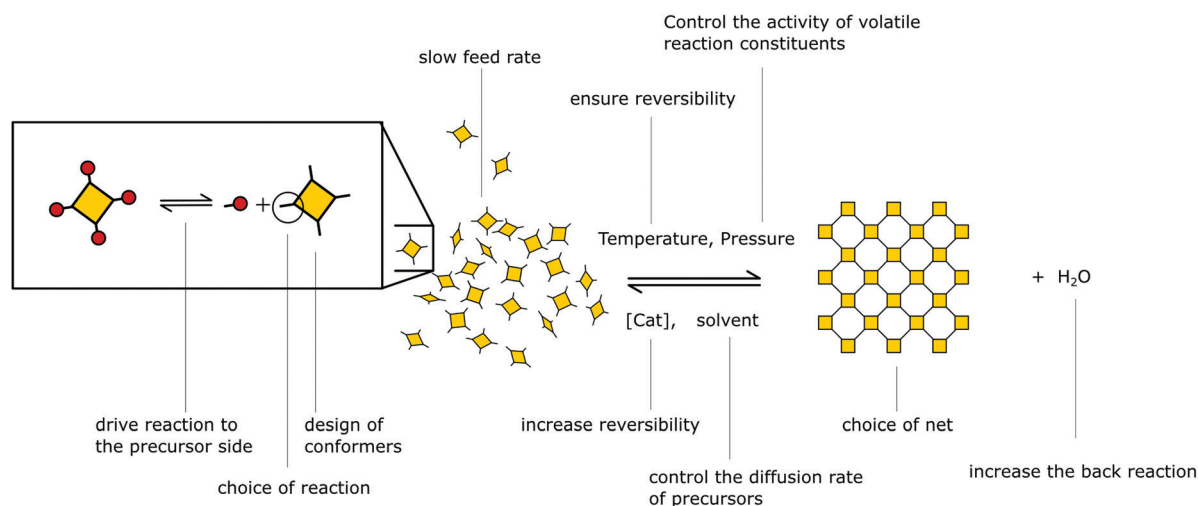 Control the activity of volatile
reaction constituents
slow feed rate
ensure reversibility
+
Temperature, Pressure
[Cat], solvent
+ H₂O
drive reaction to
the precursor side
design of
conformers
choice of reaction
increase reversibility
control the diffusion rate
of precursors
choice of net
increase the back reaction